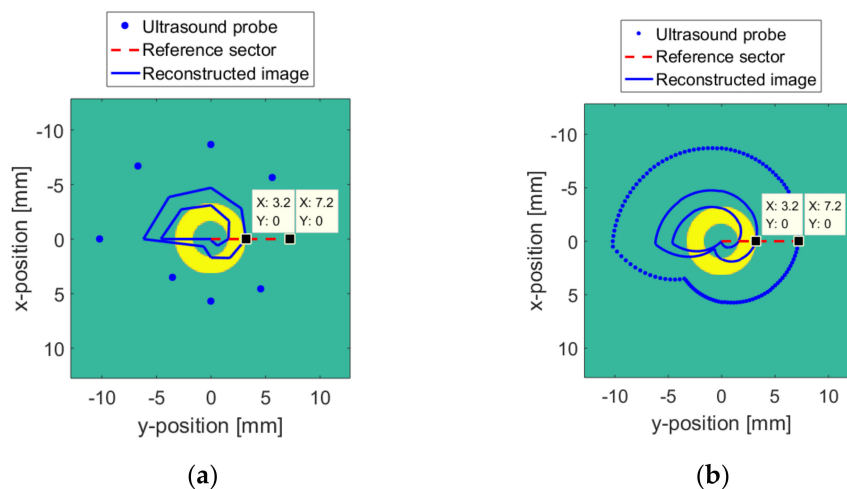 Ultrasound probe
Reference sector
Reconstructed image
-10
-5
0
5
10
x-position [mm]
X: 3.2
Y: 0
X: 7.2
Y: 0
-10 -5 0 5 10
y-position [mm]
(a)
Ultrasound probe
Reference sector
Reconstructed image
-10
-5
0
5
10
x-position [mm]
X: 3.2
Y: 0
X: 7.2
Y: 0
-10 -5 0 5 10
y-position [mm]
(b)